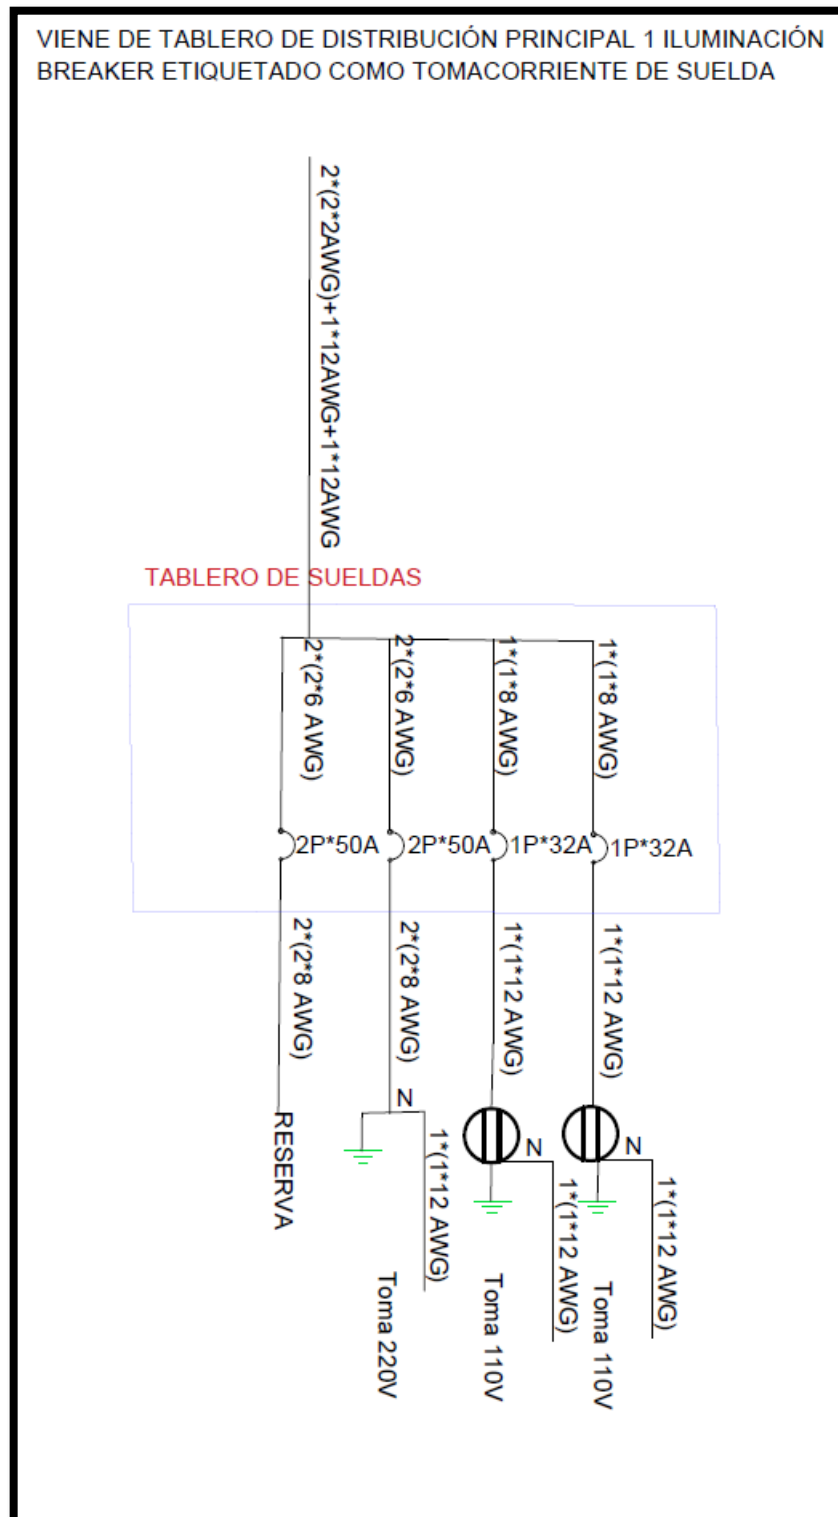 VIENE DE TABLERO DE DISTRIBUCIÓN PRINCIPAL 1 ILUMINACIÓN
BREAKER ETIQUETADO COMO TOMACORRIENTE DE SUELDA
2*(2*2AWG)+1*12AWG+1*12AWG
TABLERO DE SUELDAS
2*(2*6 AWG)
2*(2*6 AWG)
1*(1*8 AWG)
1*(1*8 AWG)
2P*50A
2P*50A
1P*32A
1P*32A
2*(2*8 AWG)
2*(2*8 AWG)
1*(1*12 AWG)
1*(1*12 AWG)
RESERVA
N
1*(1*12 AWG)
N
1*(1*12 AWG)
N
1*(1*12 AWG)
Toma 220V
Toma 110V
Toma 110V